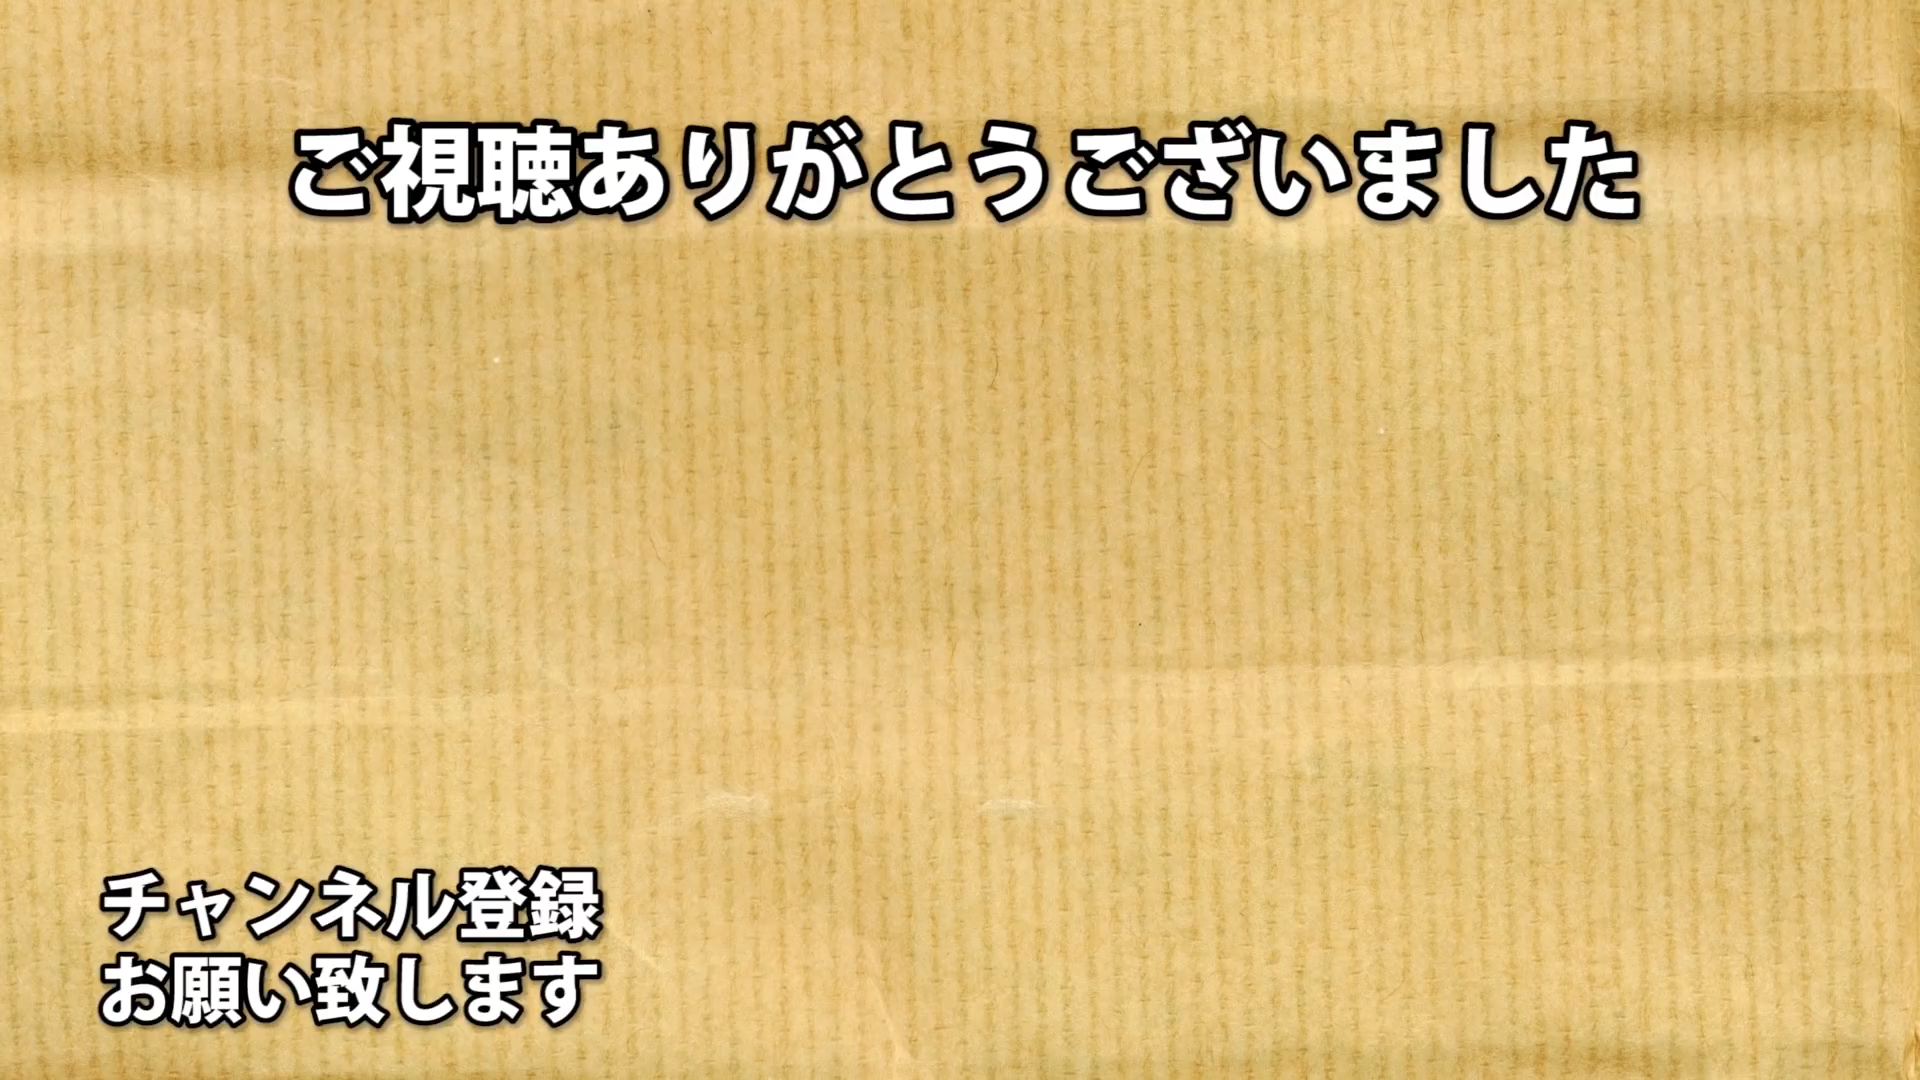 ご視聴ありがとうございました
チャンネル登録
お願い致します